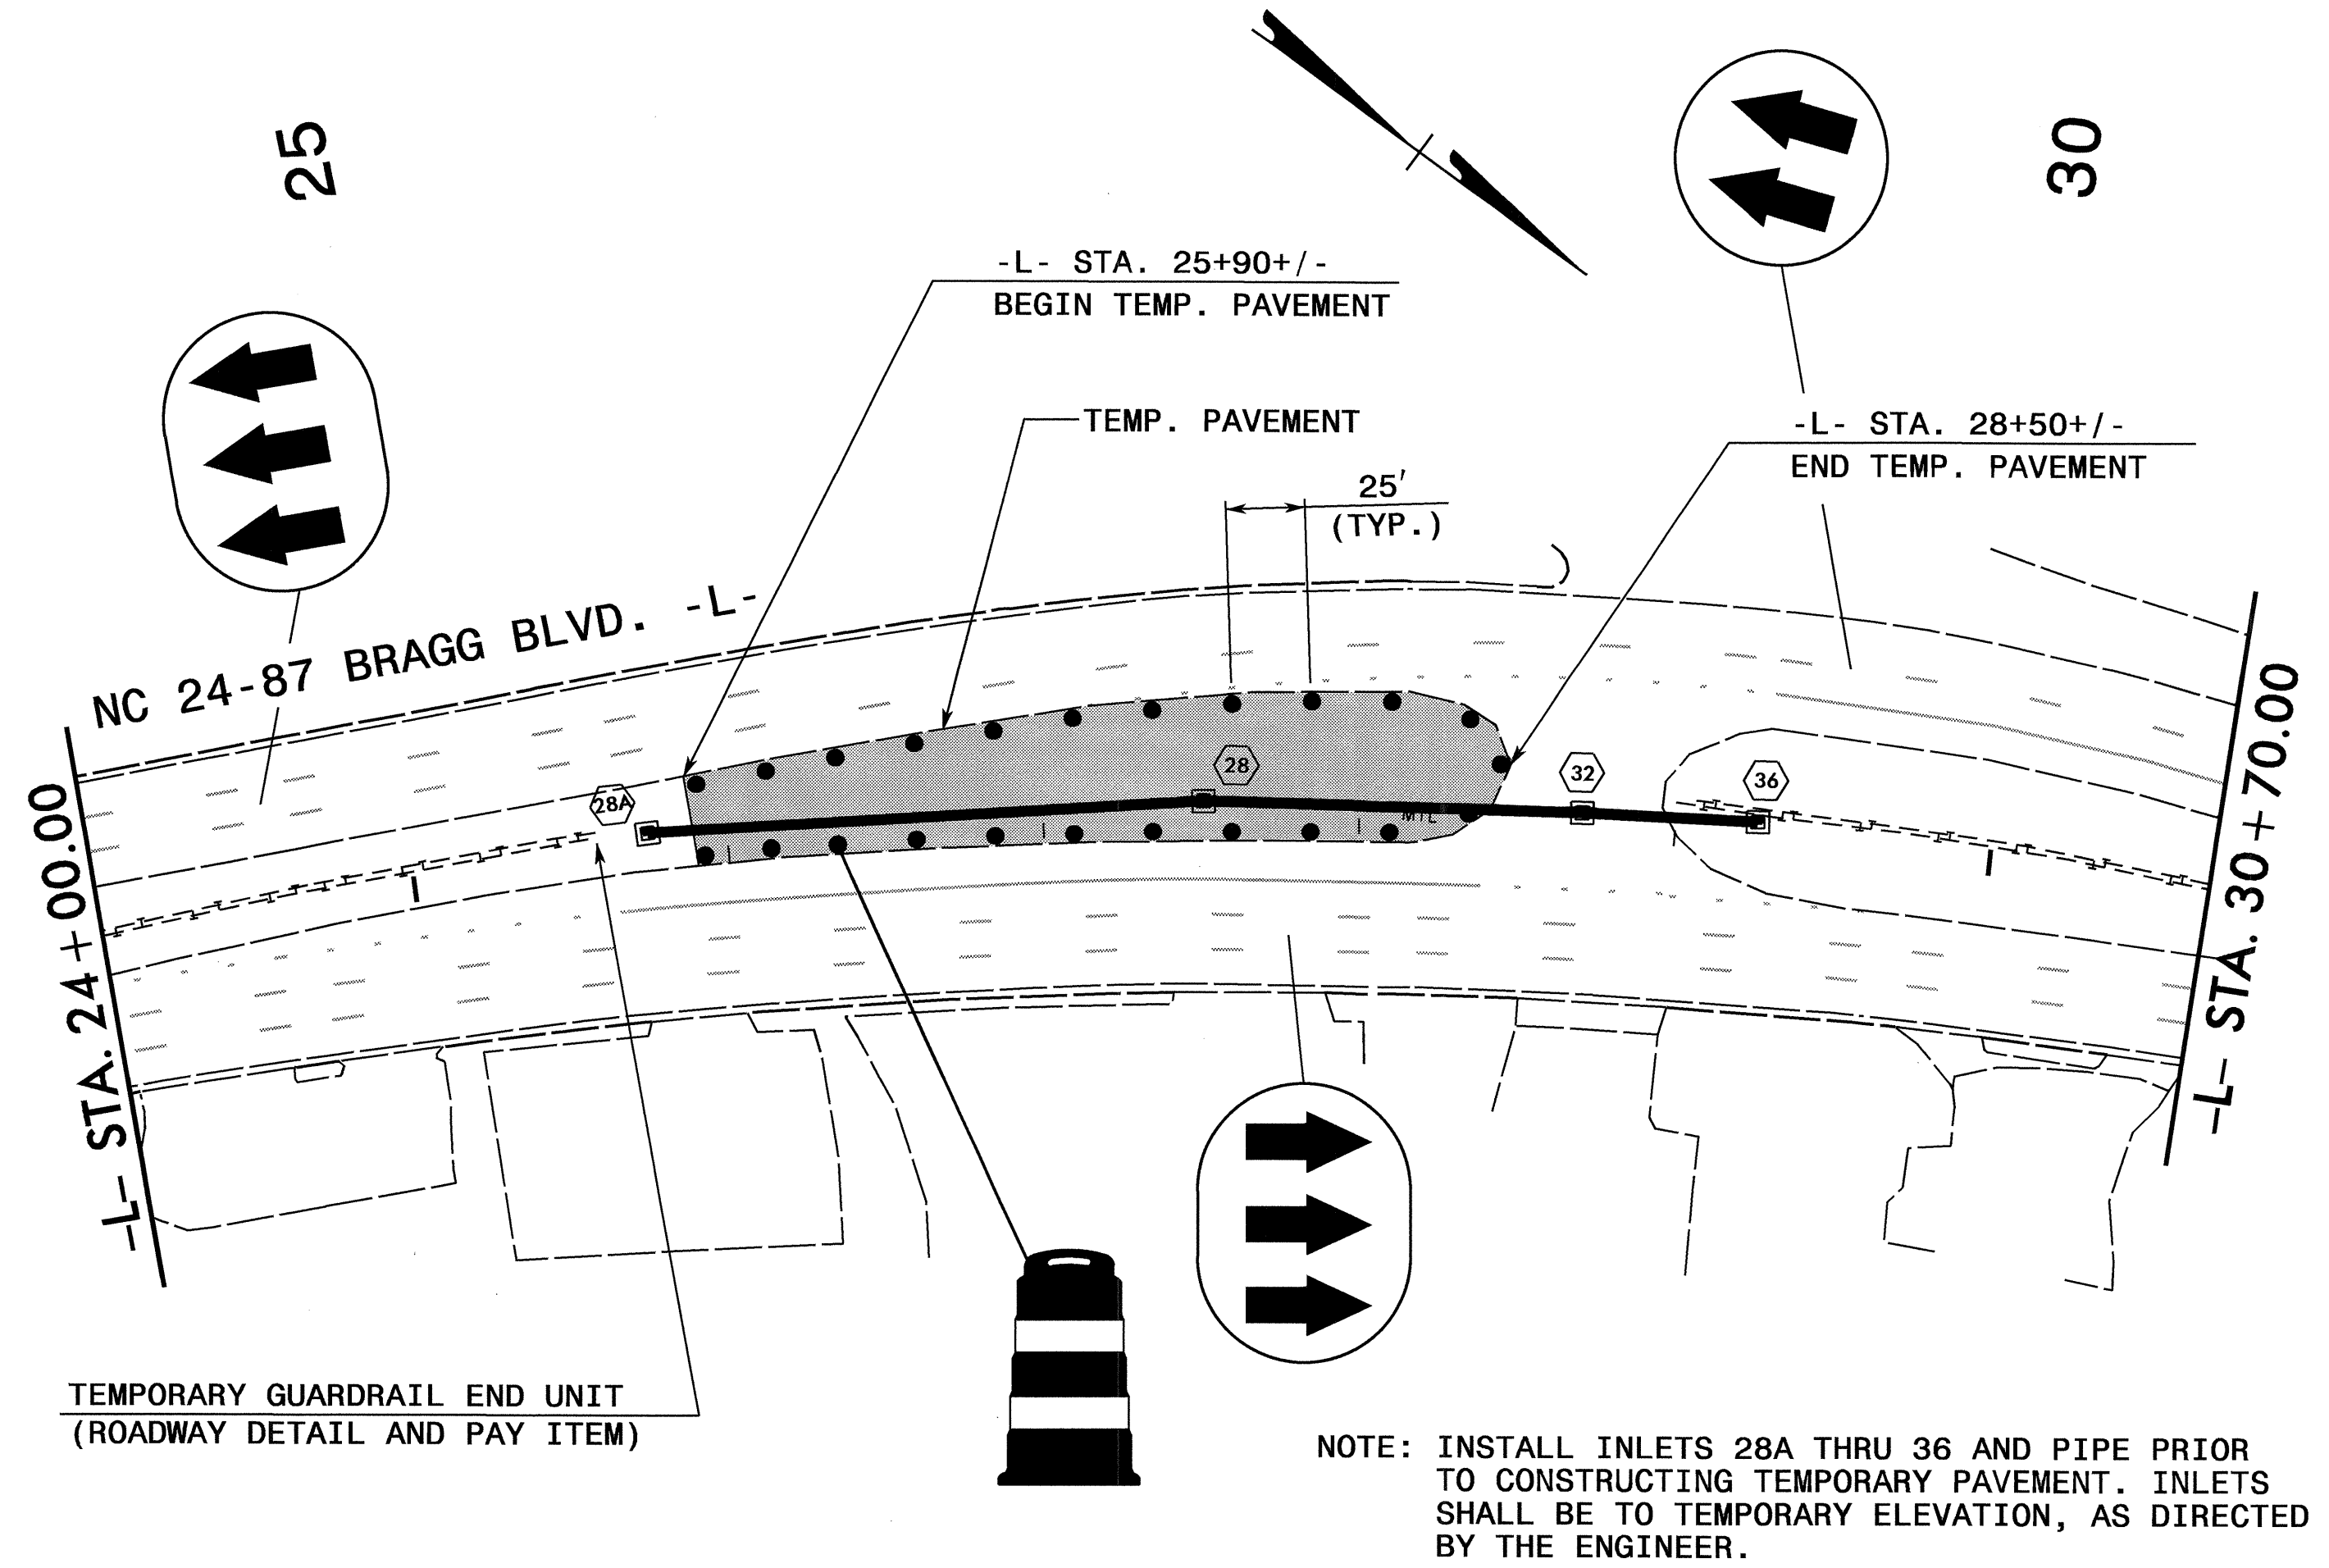 25
30
-L- STA. 25+90+/-
BEGIN TEMP. PAVEMENT
TEMP. PAVEMENT
-L- STA. 28+50+/-
END TEMP. PAVEMENT
25'
(TYP.)
NC 24-87 BRAGG BLVD. -L-
28A
28
32
36
MTL
-L- STA. 24+00.00
-L- STA. 30+70.00
TEMPORARY GUARDRAIL END UNIT
(ROADWAY DETAIL AND PAY ITEM)
NOTE: INSTALL INLETS 28A THRU 36 AND PIPE PRIOR
TO CONSTRUCTING TEMPORARY PAVEMENT. INLETS
SHALL BE TO TEMPORARY ELEVATION, AS DIRECTED
BY THE ENGINEER.